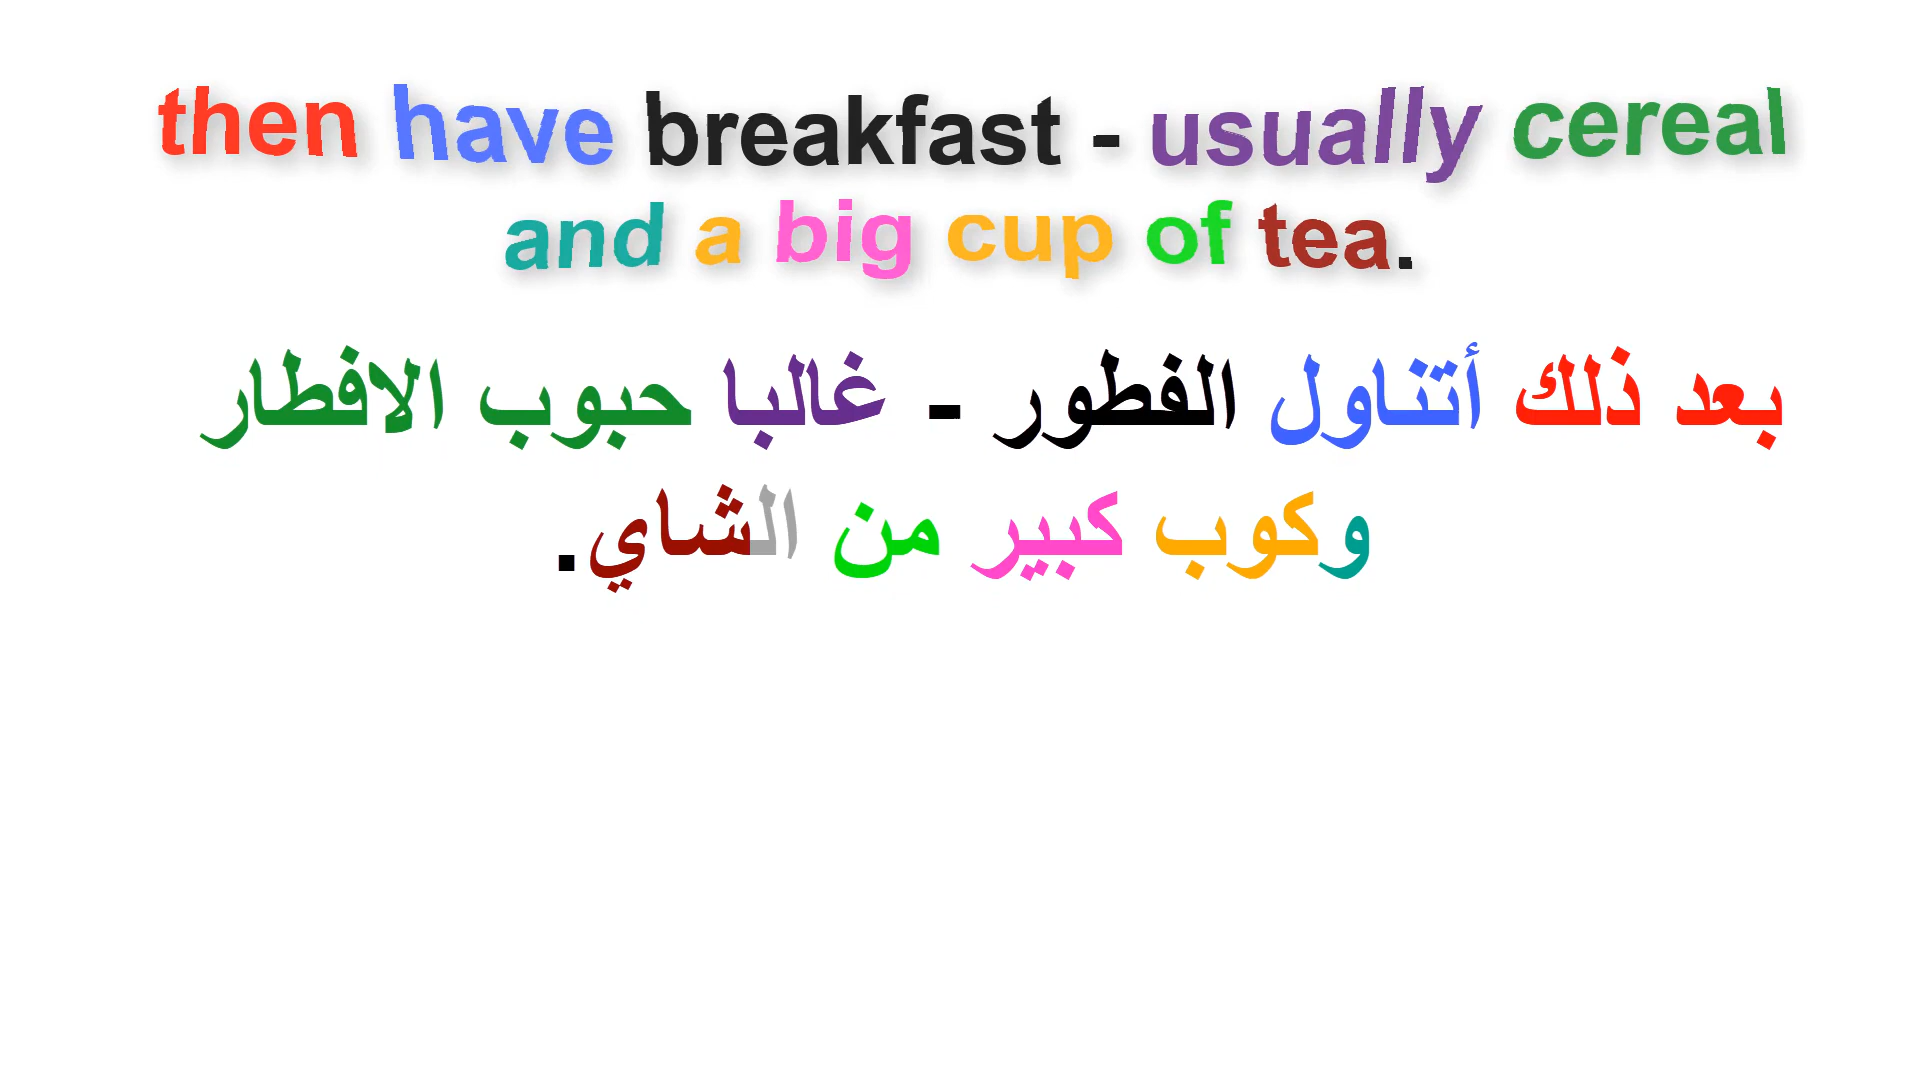 then have breakfast - usually cereal
and a big cup of tea.
بعد ذلك أتناول الفطور - غالبا حبوب الافطار
وكوب كبير من الشاي.